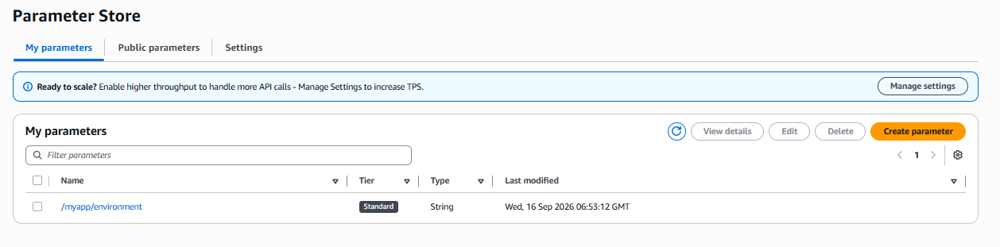 Parameter Store
My parameters Public parameters Settings
Ready to scale? Enable higher throughput to handle more API calls - Manage Settings to increase TPS. Manage settings
My parameters View details Edit Delete Create parameter
Filter parameters 1
Name Tier Type Last modified
/myapp/environment Standard String Wed, 16 Sep 2026 06:53:12 GMT